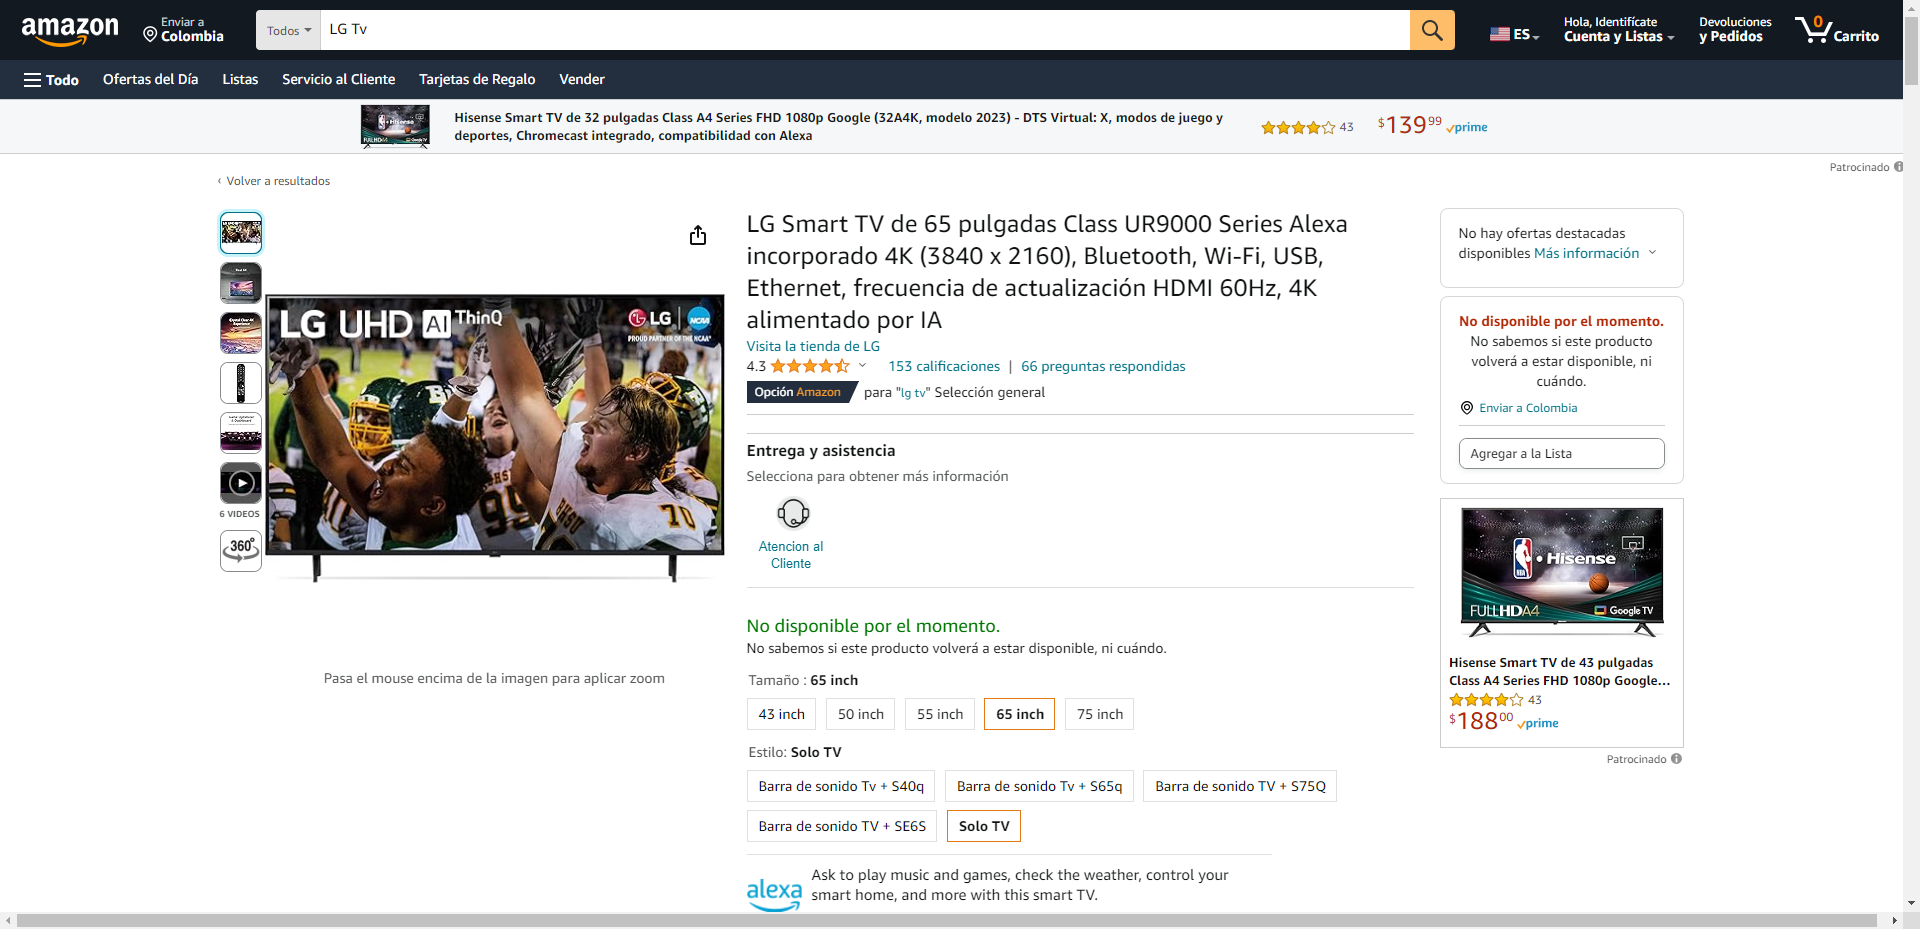 amazon
Enviar a
Colombia
Todos
LG Tv
ES
Hola, Identifícate
Cuenta y Listas
Devoluciones
y Pedidos
0
Carrito
Todo
Ofertas del Día
Listas
Servicio al Cliente
Tarjetas de Regalo
Vender
Hisense Smart TV de 32 pulgadas Class A4 Series FHD 1080p Google (32A4K, modelo 2023) - DTS Virtual: X, modos de juego y
deportes, Chromecast integrado, compatibilidad con Alexa
43
$139 99
prime
Patrocinado
‹ Volver a resultados
6 VIDEOS
360°
LG UHD AI ThinQ
LG | NCAA
PROUD PARTNER OF THE NCAA
70
Pasa el mouse encima de la imagen para aplicar zoom
LG Smart TV de 65 pulgadas Class UR9000 Series Alexa
incorporado 4K (3840 x 2160), Bluetooth, Wi-Fi, USB,
Ethernet, frecuencia de actualización HDMI 60Hz, 4K
alimentado por IA
Visita la tienda de LG
4.3
153 calificaciones | 66 preguntas respondidas
Opción Amazon para "lg tv" Selección general
Entrega y asistencia
Selecciona para obtener más información
Atencion al
Cliente
No disponible por el momento.
No sabemos si este producto volverá a estar disponible, ni cuándo.
Tamaño : 65 inch
43 inch
50 inch
55 inch
65 inch
75 inch
Estilo: Solo TV
Barra de sonido Tv + S40q
Barra de sonido Tv + S65q
Barra de sonido TV + S75Q
Barra de sonido TV + SE6S
Solo TV
alexa
Ask to play music and games, check the weather, control your
smart home, and more with this smart TV.
No hay ofertas destacadas
disponibles Más información
No disponible por el momento.
No sabemos si este producto
volverá a estar disponible, ni
cuándo.
Enviar a Colombia
Agregar a la Lista
NBA • Hisense
FULL HD A4
Google TV
Hisense Smart TV de 43 pulgadas
Class A4 Series FHD 1080p Google...
43
$188 00
prime
Patrocinado